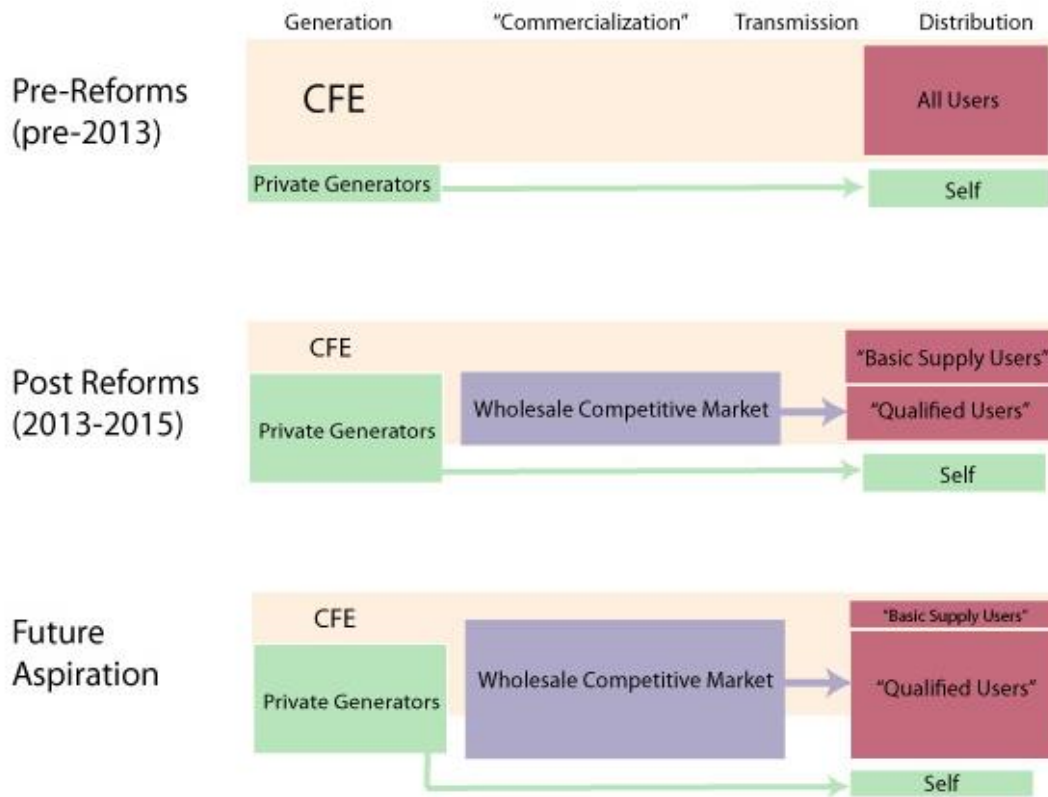 Generation
"Commercialization"
Transmission
Distribution
Pre-Reforms
(pre-2013)
CFE
All Users
Private Generators
Self
Post Reforms
(2013-2015)
CFE
"Basic Supply Users"
Private Generators
Wholesale Competitive Market
"Qualified Users"
Self
Future
Aspiration
CFE
"Basic Supply Users"
Private Generators
Wholesale Competitive Market
"Qualified Users"
Self